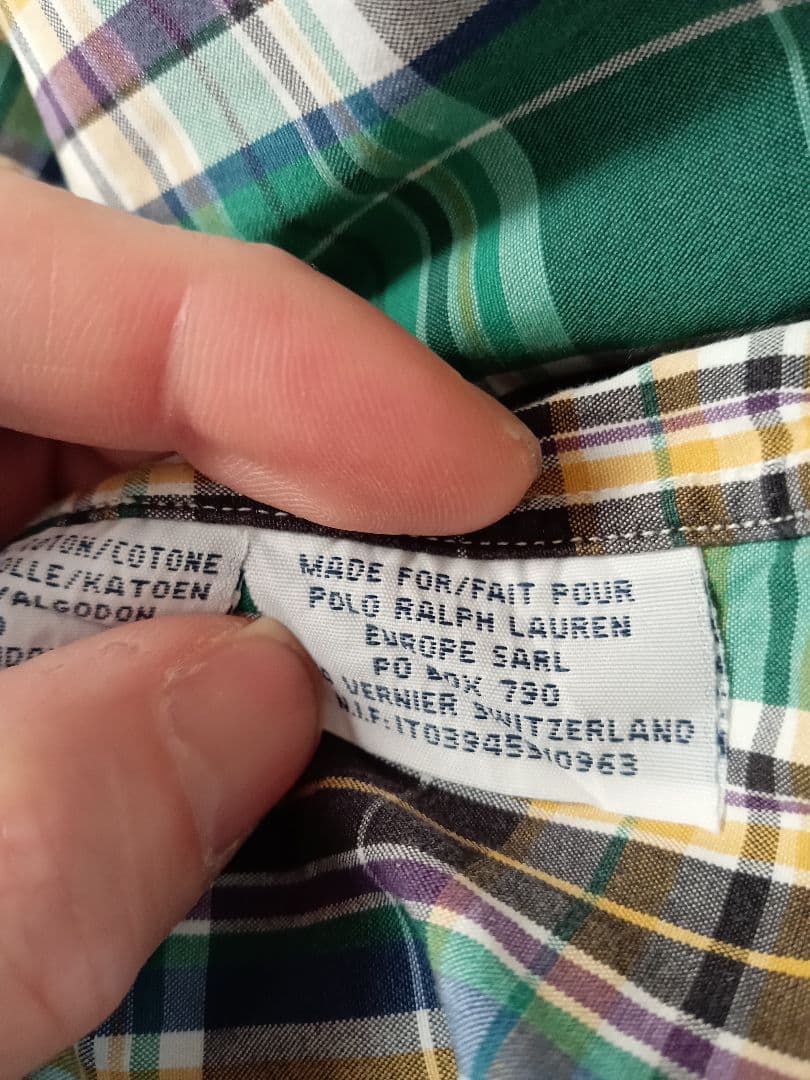 COTONE
KATOEN
ALGODON
MADE FOR/FAIT POUR
POLO RALPH LAUREN
EUROPE SARL
PO BOX 790
VERNIER SWITZERLAND